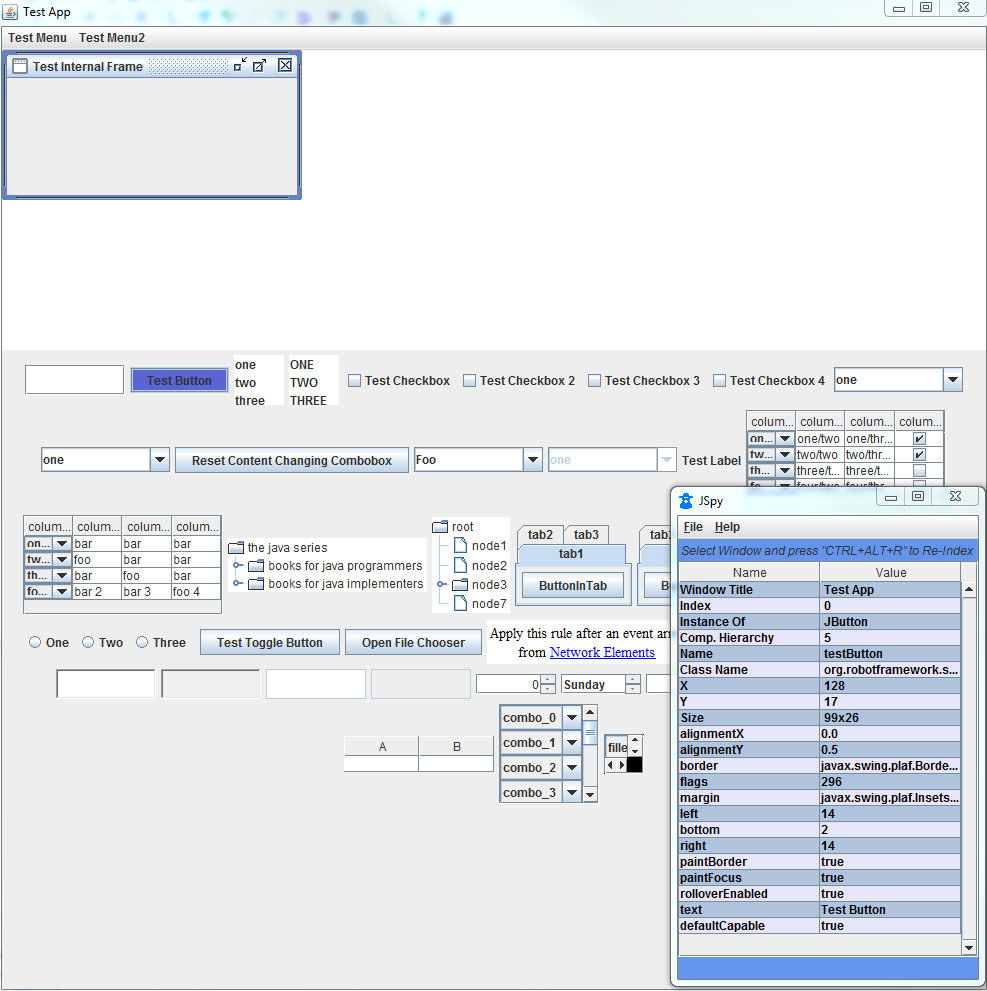 Test App
Test Menu Test Menu2
Test Internal Frame
Test Button
one
two
three
ONE
TWO
THREE
Test Checkbox
Test Checkbox 2
Test Checkbox 3
Test Checkbox 4
one
one
Reset Content Changing Combobox
Foo
one
Test Label
colum... colum... colum... colum...
on... one/two one/thr...
tw... two/two two/thr...
th... three/t... three/t...
colum... colum... colum... colum...
on... bar bar bar
tw... foo bar bar
th... bar foo bar
fo... bar 2 bar 3 foo 4
the java series
books for java programmers
books for java implementers
root
node1
node2
node3
node7
tab2 tab3
tab1
ButtonInTab
One Two Three
Test Toggle Button
Open File Chooser
Apply this rule after an event
from Network Elements
0
Sunday
A B
combo_0
combo_1
combo_2
combo_3
fille
JSpy
File Help
Select Window and press "CTRL+ALT+R" to Re-Index
Name Value
Window Title Test App
Index 0
Instance Of JButton
Comp. Hierarchy 5
Name testButton
Class Name org.robotframework.s...
X 128
Y 17
Size 99x26
alignmentX 0.0
alignmentY 0.5
border javax.swing.plaf.Borde...
flags 296
margin javax.swing.plaf.Insets...
left 14
bottom 2
right 14
paintBorder true
paintFocus true
rolloverEnabled true
text Test Button
defaultCapable true